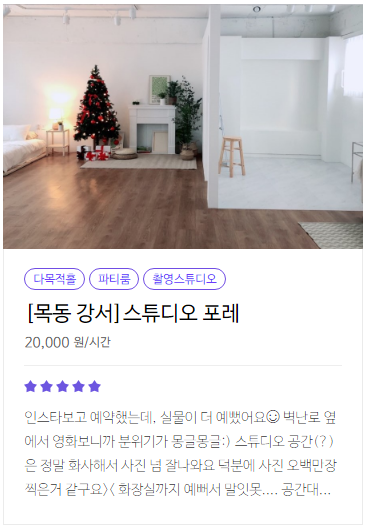 다목적홀 파티룸 촬영스튜디오
[목동 강서]스튜디오 포레
20,000 원/시간
인스타보고 예약했는데, 실물이 더 예뻤어요☺ 벽난로 옆
에서 영화보니까 분위기가 몽글몽글:) 스튜디오 공간(?)
은 정말 화사해서 사진 넘 잘나와요 덕분에 사진 오백만장
찍은거 같구요>< 화장실까지 예뻐서 말잇못.... 공간대...